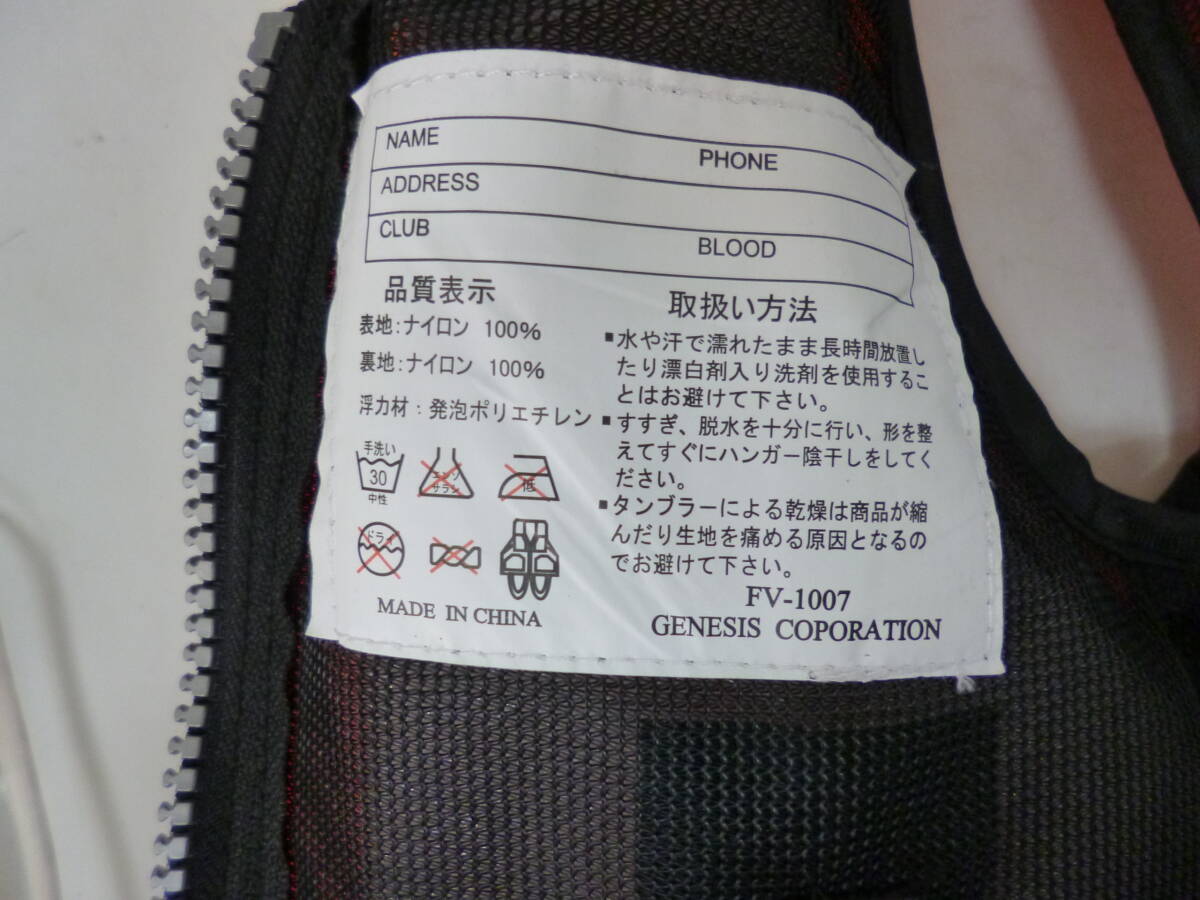 NAME PHONE
ADDRESS
CLUB BLOOD
品質表示
表地:ナイロン 100%
裏地:ナイロン 100%
浮力材:発泡ポリエチレン
手洗い
30
中性
エンソ
サラシ
低
ドライ
MADE IN CHINA
取扱い方法
▪水や汗で濡れたまま長時間放置し
たり漂白剤入り洗剤を使用するこ
とはお避けて下さい。
▪すすぎ、脱水を十分に行い、形を整
えてすぐにハンガー陰干しをしてく
ださい。
▪タンブラーによる乾燥は商品が縮
んだり生地を痛める原因となるの
でお避けて下さい。
FV-1007
GENESIS COPORATION